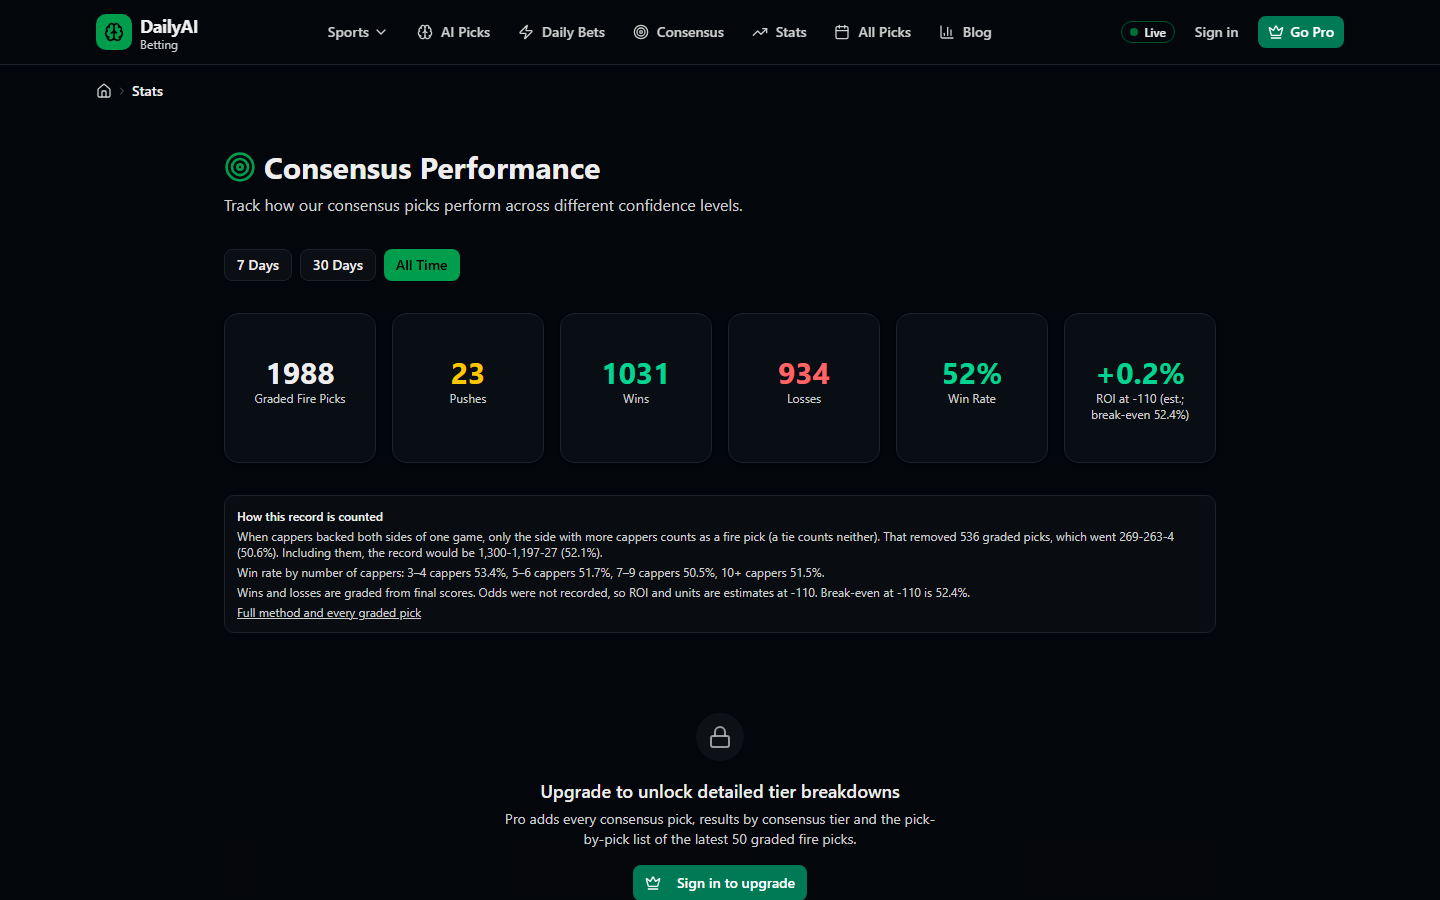 DailyAI
Betting
Sports
AI Picks
Daily Bets
Consensus
Stats
All Picks
Blog
Live
Sign in
Go Pro
Stats
Consensus Performance
Track how our consensus picks perform across different confidence levels.
7 Days
30 Days
All Time
1988
Graded Fire Picks
23
Pushes
1031
Wins
934
Losses
52%
Win Rate
+0.2%
ROI at -110 (est.;
break-even 52.4%)
How this record is counted
When cappers backed both sides of one game, only the side with more cappers counts as a fire pick (a tie counts neither). That removed 536 graded picks, which went 269-263-4
(50.6%). Including them, the record would be 1,300-1,197-27 (52.1%).
Win rate by number of cappers: 3–4 cappers 53.4%, 5–6 cappers 51.7%, 7–9 cappers 50.5%, 10+ cappers 51.5%.
Wins and losses are graded from final scores. Odds were not recorded, so ROI and units are estimates at -110. Break-even at -110 is 52.4%.
Full method and every graded pick
Upgrade to unlock detailed tier breakdowns
Pro adds every consensus pick, results by consensus tier and the pick-
by-pick list of the latest 50 graded fire picks.
Sign in to upgrade